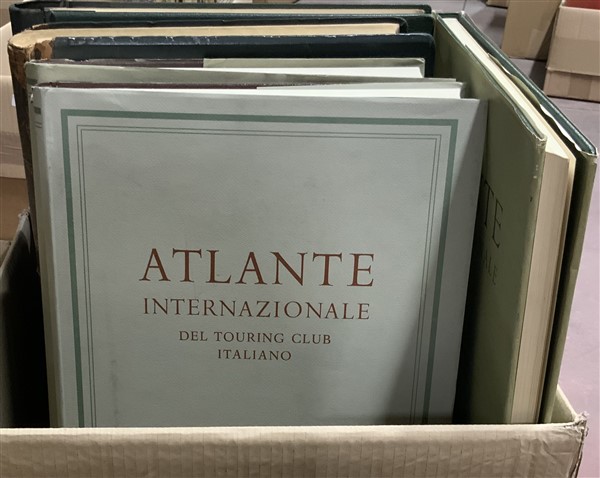 ATLANTE
INTERNAZIONALE
DEL TOURING CLUB
ITALIANO